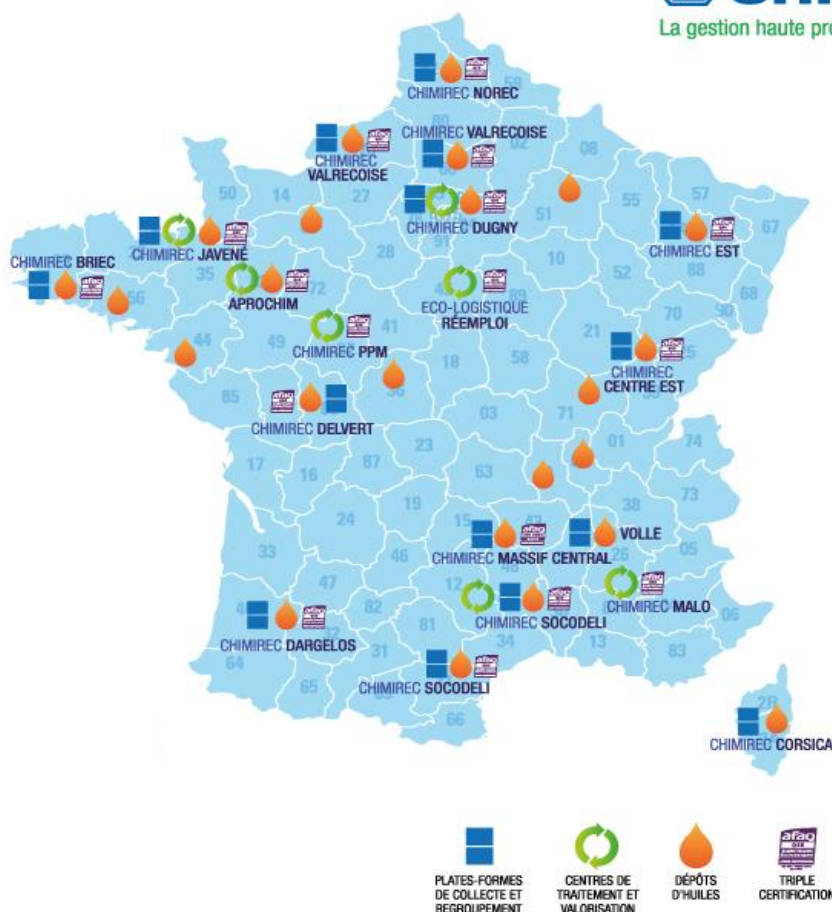 La gestion haute pr
CHIMIREC NOREC
59
80
CHIMIREC VALRECOISE
02
08
CHIMIREC
VALRECOISE
50
14
27
51
55
57
67
CHIMIREC DUGNY
91
CHIMIREC JAVENÉ
CHIMIREC EST
88
CHIMIREC BRIEC
35
28
10
52
68
56
72
APROCHIM
ECO-LOGISTIQUE
RÉEMPLOI
89
70
90
44
49
41
CHIMIREC PPM
21
25
18
58
CHIMIREC
CENTRE EST
85
36
CHIMIREC DELVERT
03
71
17
16
87
23
63
01
74
38
73
24
19
15
43
VOLLE
CHIMIREC MASSIF CENTRAL
26
05
33
46
48
47
12
CHIMIREC MALO
06
40
82
81
CHIMIREC SOCODELI
34
13
83
32
CHIMIREC DARGELOS
31
64
65
CHIMIREC SOCODELI
66
2B
CHIMIREC CORSICA
afaq
PLATES-FORMES
DE COLLECTE ET
REGROUPEMENT
CENTRES DE
TRAITEMENT ET
VALORISATION
DÉPÔTS
D'HUILES
TRIPLE
CERTIFICATION